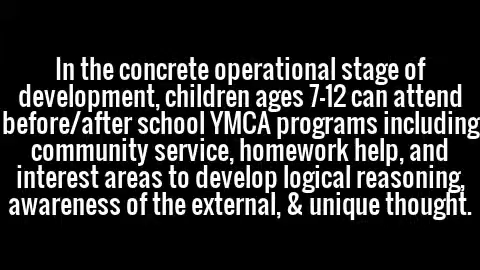 In the concrete operational stage of
development, children ages 7-12 can attend
before/after school YMCA programs including
community service, homework help, and
interest areas to develop logical reasoning,
awareness of the external, & unique thought.